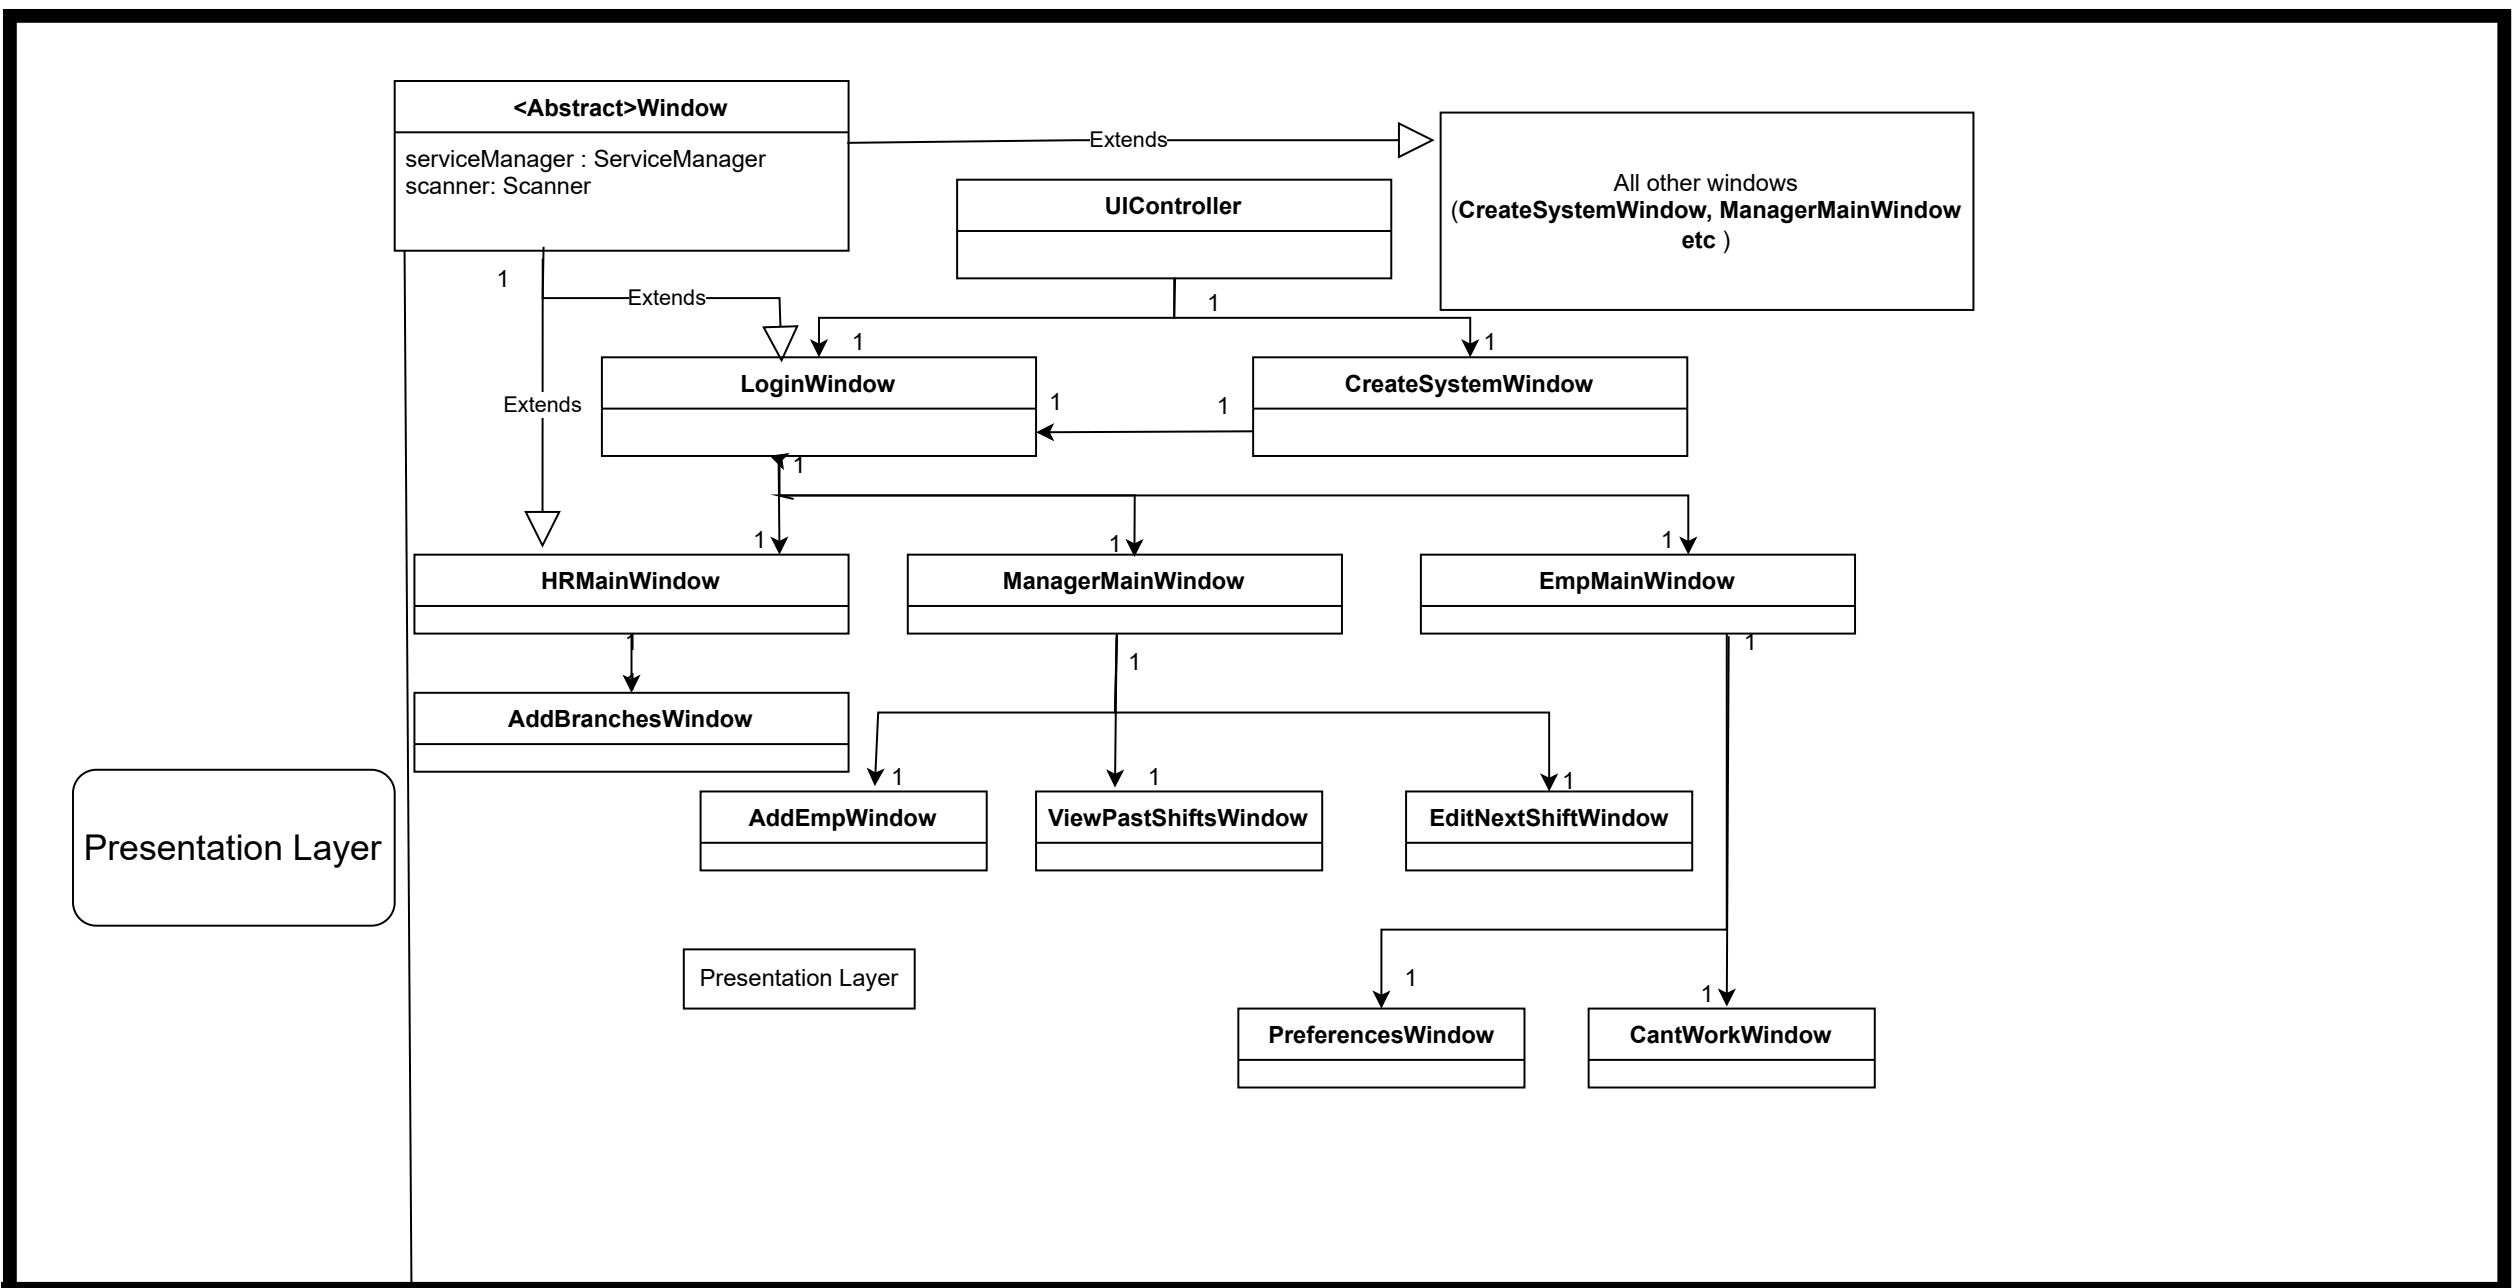 <Abstract>Window
serviceManager : ServiceManager
scanner: Scanner
Extends
All other windows
(CreateSystemWindow, ManagerMainWindow
etc )
UIController
1
1
Extends
1
1
1
LoginWindow
CreateSystemWindow
Extends
1
1
1
1
1
1
HRMainWindow
ManagerMainWindow
EmpMainWindow
1
1
1
AddBranchesWindow
1
1
1
AddEmpWindow
ViewPastShiftsWindow
EditNextShiftWindow
Presentation Layer
Presentation Layer
1
1
PreferencesWindow
CantWorkWindow